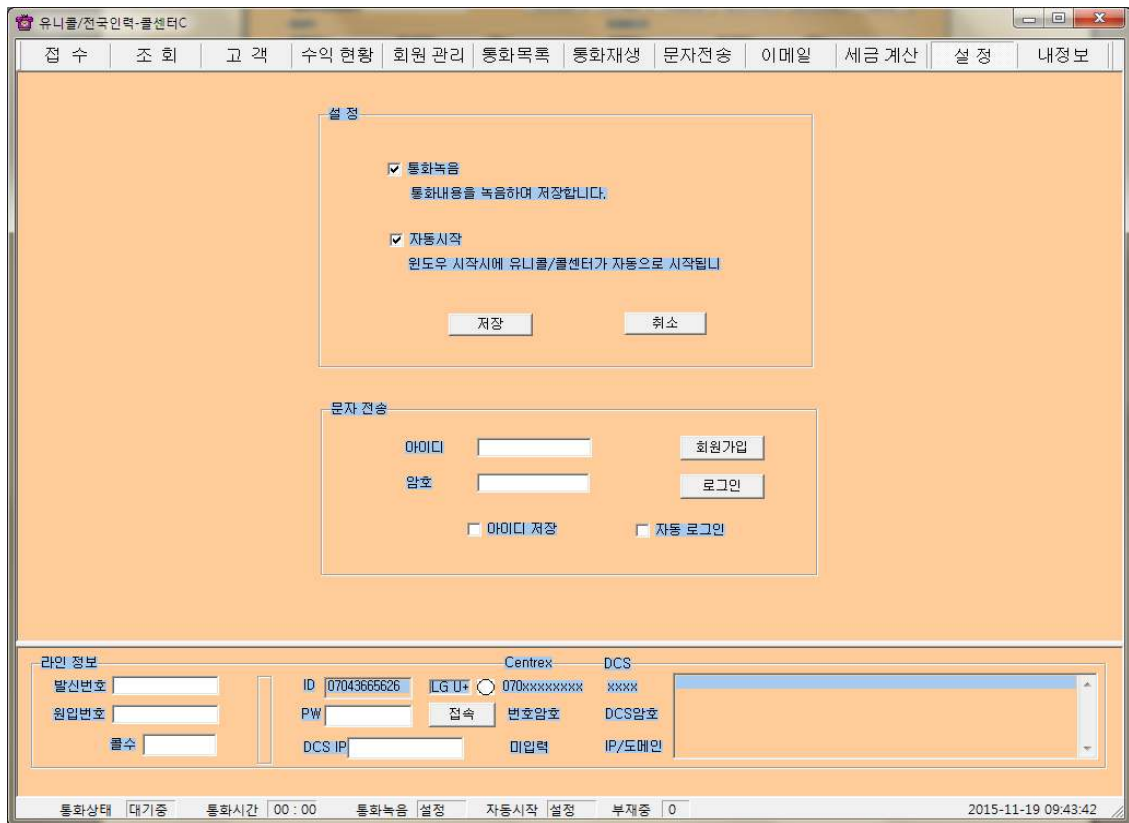 유니콜/전국인력-콜센터C
접 수 조 회 고 객 수익 현황 회원 관리 통화목록 통화재생 문자전송 이메일 세금 계산 설 정 내정보
설 정
통화녹음
통화내용을 녹음하여 저장합니다.
자동시작
윈도우 시작시에 유니콜/콜센터가 자동으로 시작됩니
저장 취소
문자 전송
아이디 회원가입
암호 로그인
아이디 저장 자동 로그인
라인 정보 Centrex DCS
발신번호 ID 07043665626 LG U+ 070xxxxxxxx xxxx
원입번호 PW 접속 번호암호 DCS암호
콜수 DCS IP 미입력 IP/도메인
통화상태 대기중 통화시간 00 : 00 통화녹음 설정 자동시작 설정 부재중 0 2015-11-19 09:43:42